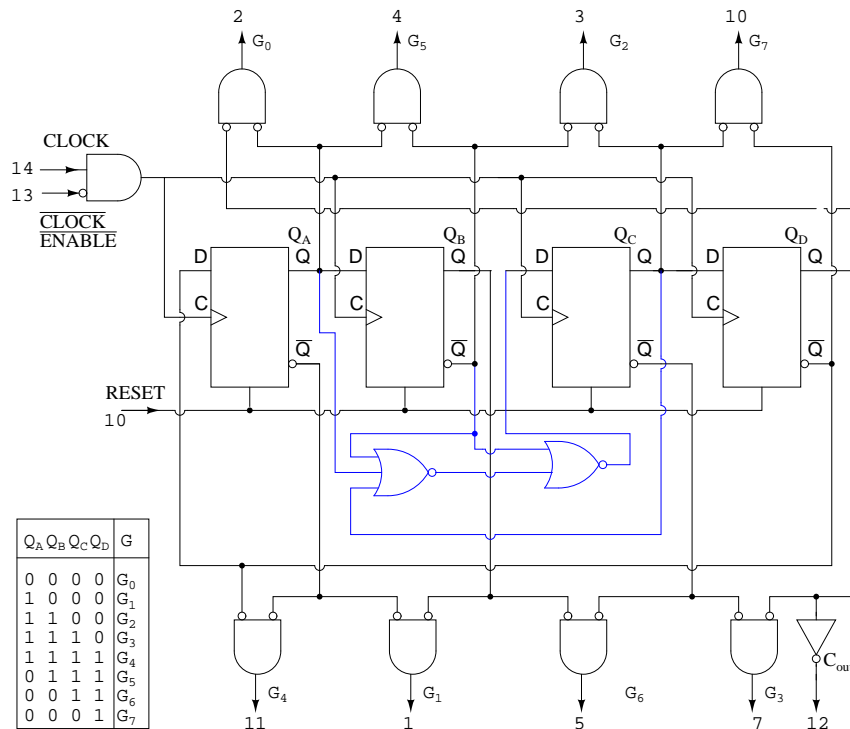 2 4 3 10
G0 G5 G2 G7
CLOCK
14
13
CLOCK
ENABLE
QA QB QC QD
D Q D Q D Q D Q
C C C C
Q Q Q Q
RESET
10
QA QB QC QD G
0 0 0 0 G0
1 0 0 0 G1
1 1 0 0 G2
1 1 1 0 G3
1 1 1 1 G4
0 1 1 1 G5
0 0 1 1 G6
0 0 0 1 G7
Cout
G4 G1 G6 G3
11 1 5 7 12